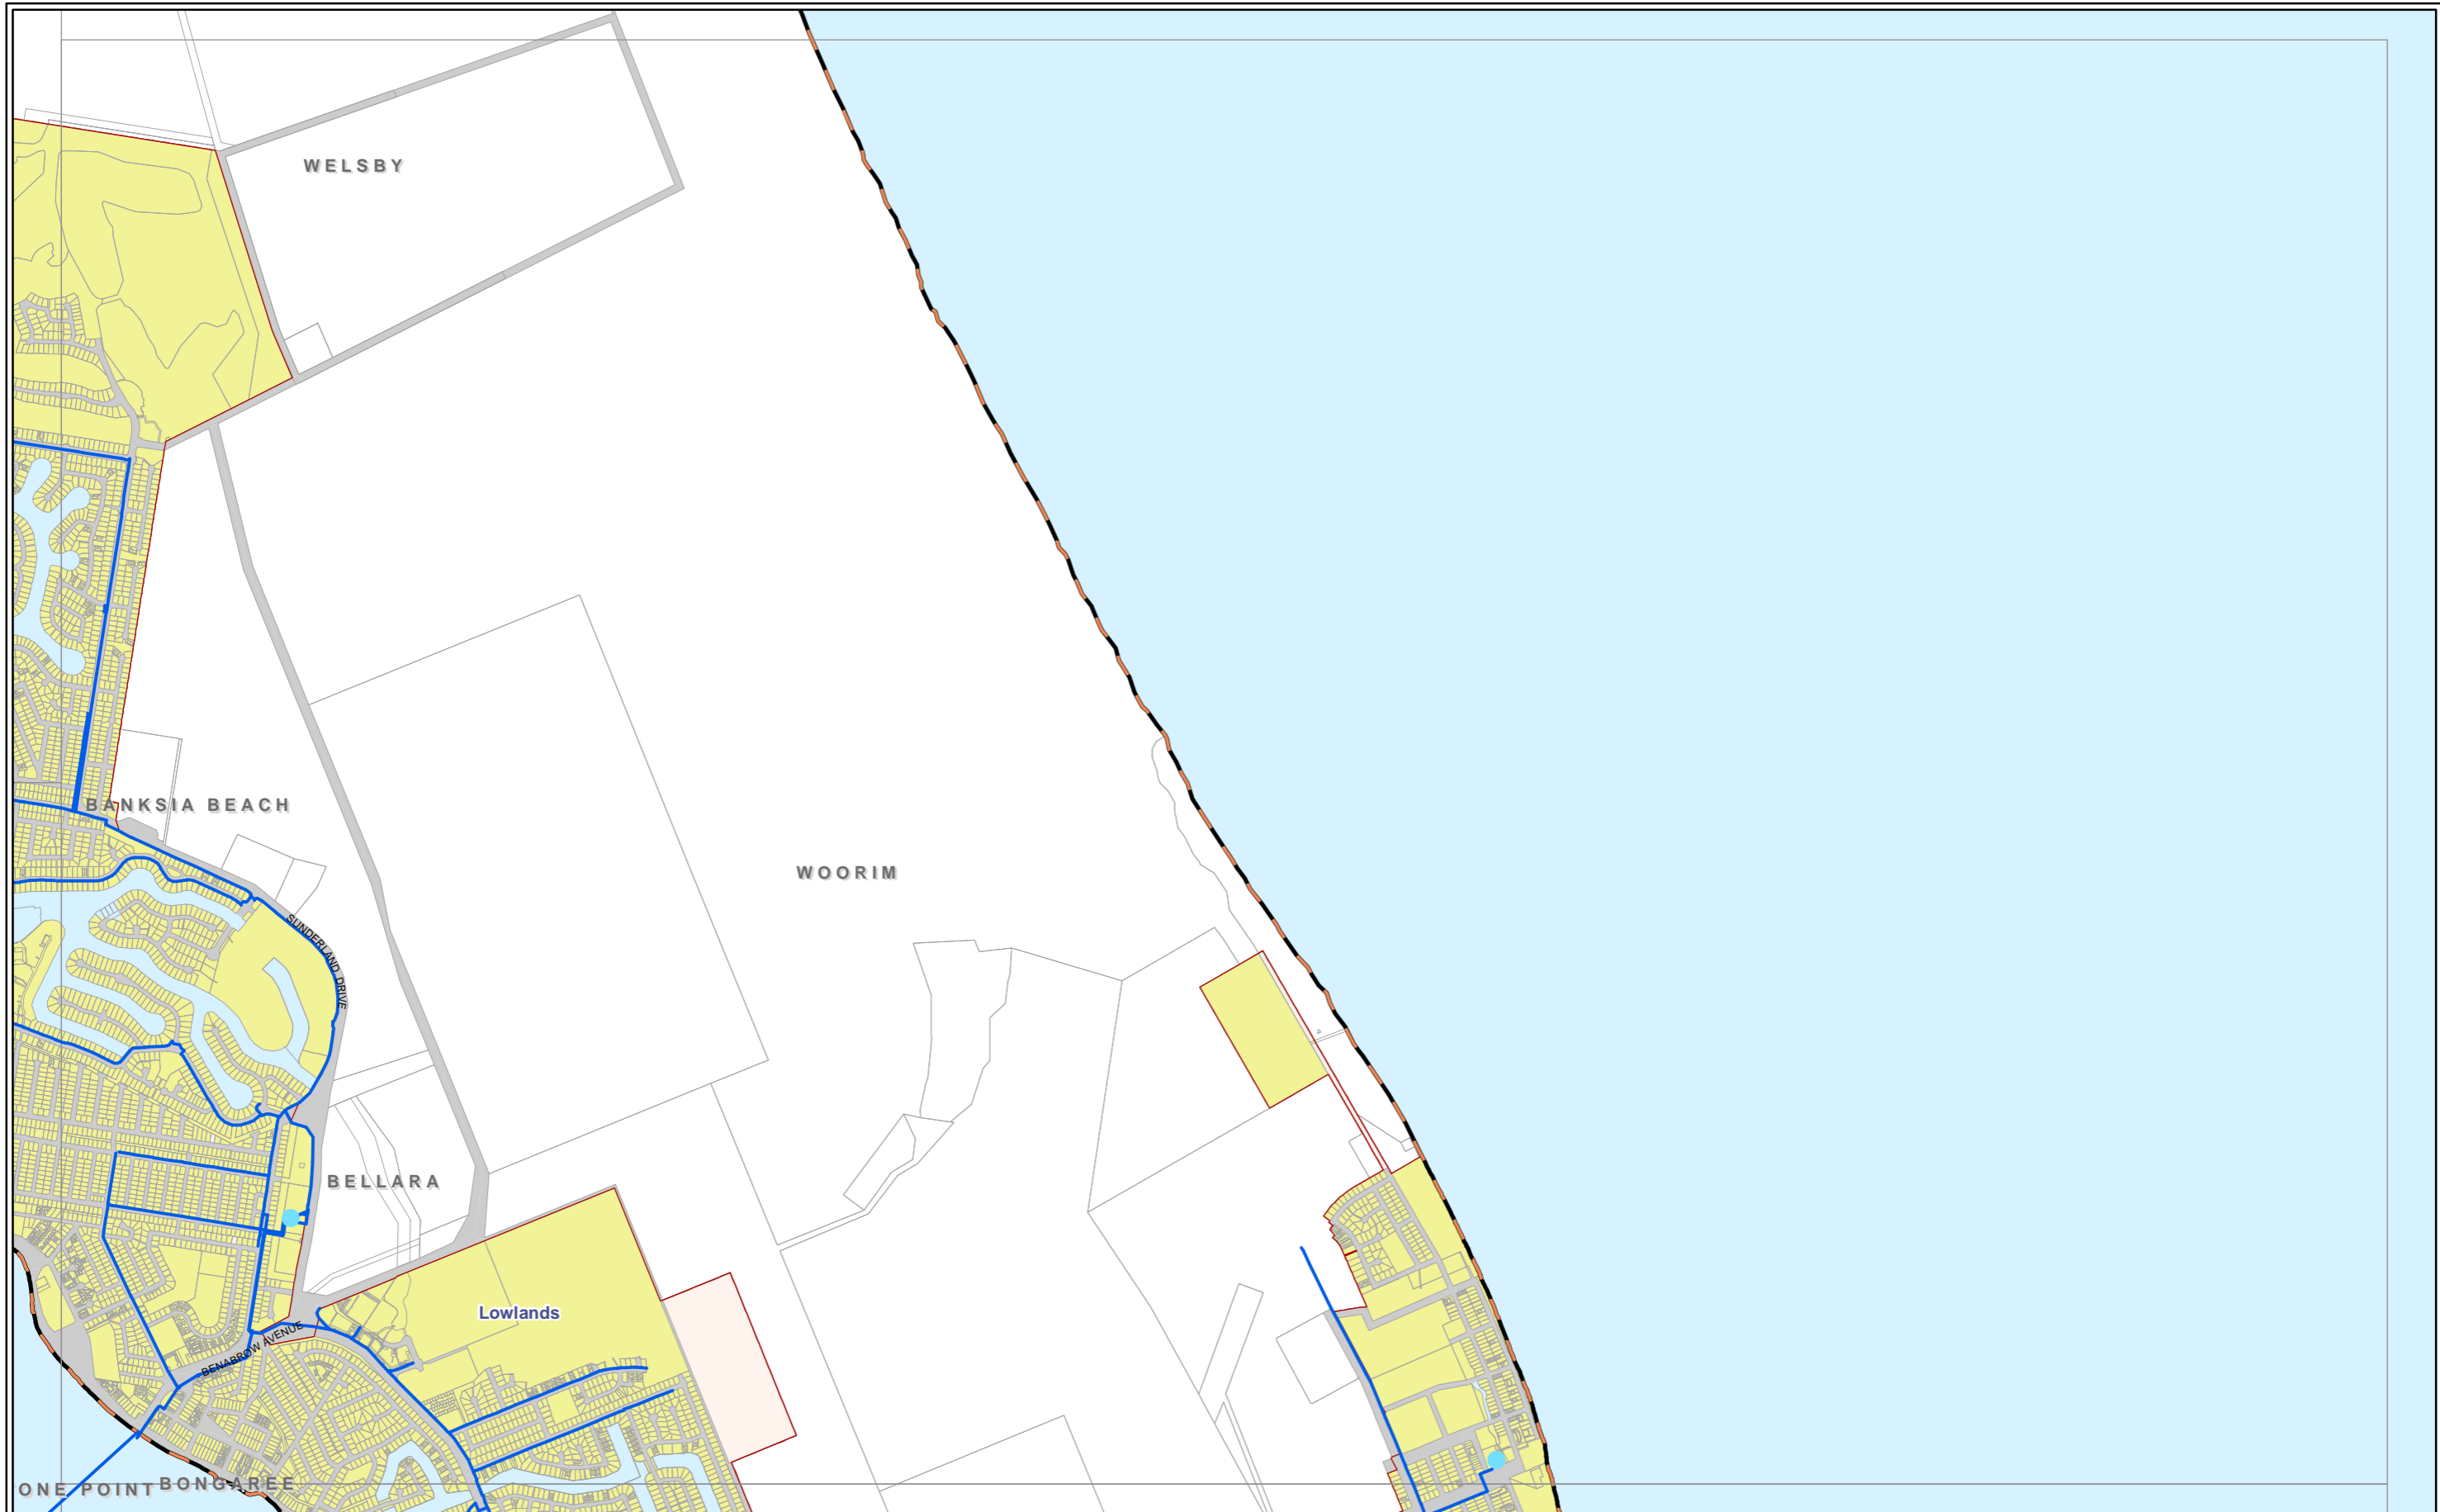 WELSBY
BANKSIA BEACH
WOORIM
SUNDERLAND DRIVE
BELLARA
Lowlands
BENABROW AVENUE
ONE POINT
BONGAREE